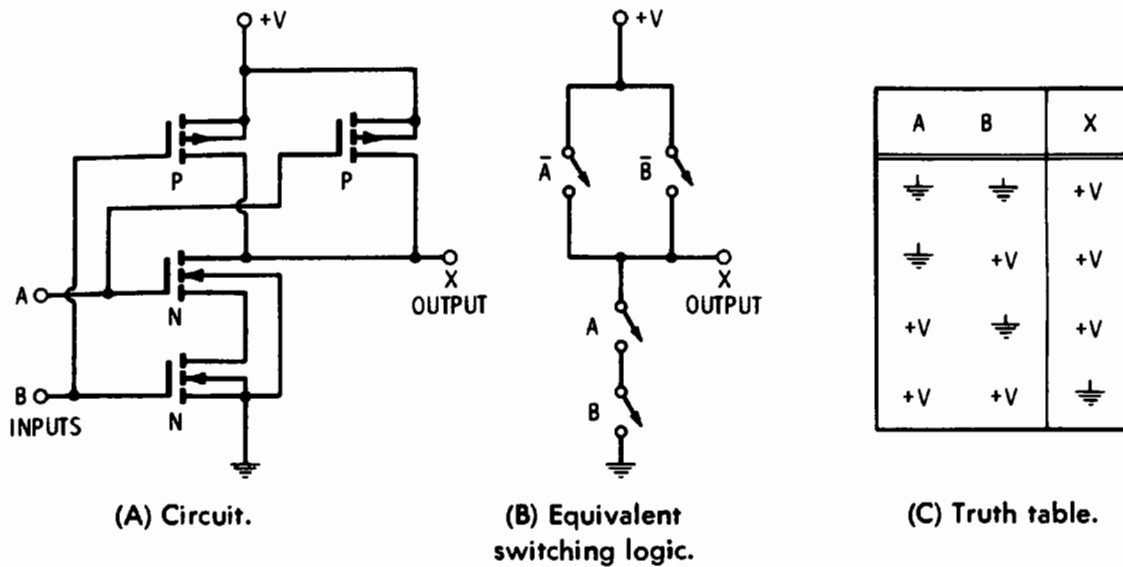 +V
P
P
A
N
X
OUTPUT
B
INPUTS
N
(A) Circuit.
+V
A̅
B̅
X
OUTPUT
A
B
(B) Equivalent
switching logic.
A B X
+V
+V +V
+V +V
+V +V
(C) Truth table.